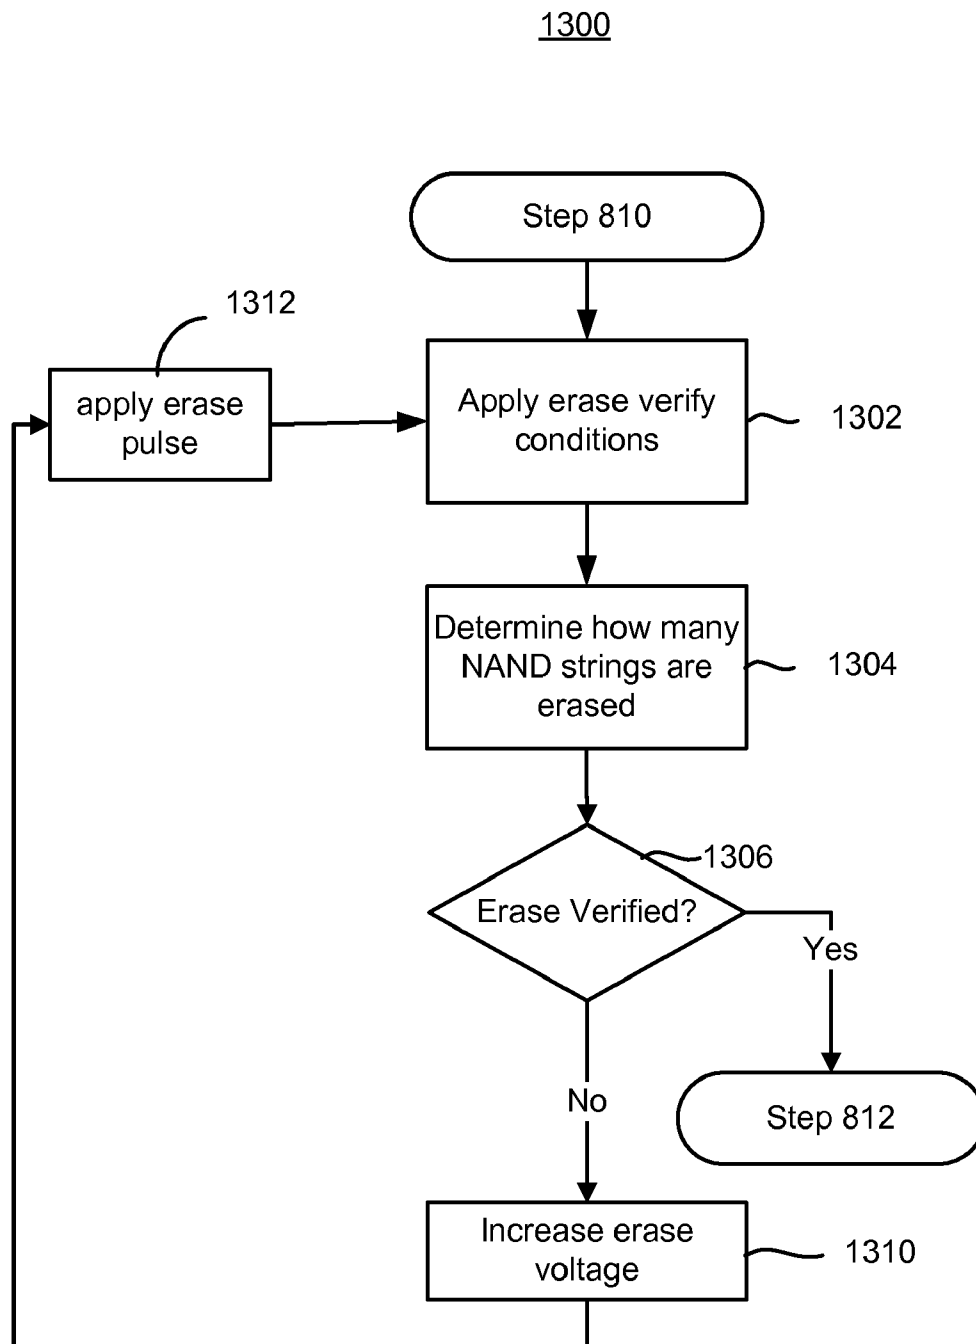 1300
Step 810
1312
apply erase
pulse
Apply erase verify
conditions
1302
Determine how many
NAND strings are
erased
1304
1306
Erase Verified?
Yes
No
Step 812
Increase erase
voltage
1310